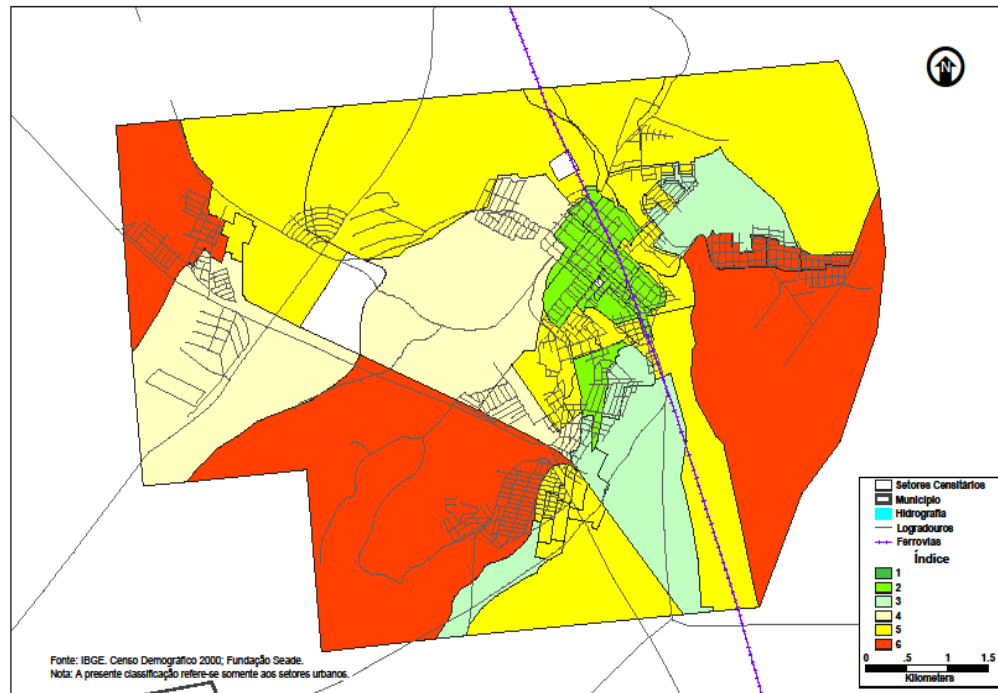 N
Setores Censitários
Município
Hidrografia
Logradouros
Ferrovias
Índice
1
2
3
4
5
6
0 .5 1 1.5
Kilometers
Fonte: IBGE. Censo Demográfico 2000; Fundação Seade.
Nota: A presente classificação refere-se somente aos setores urbanos.